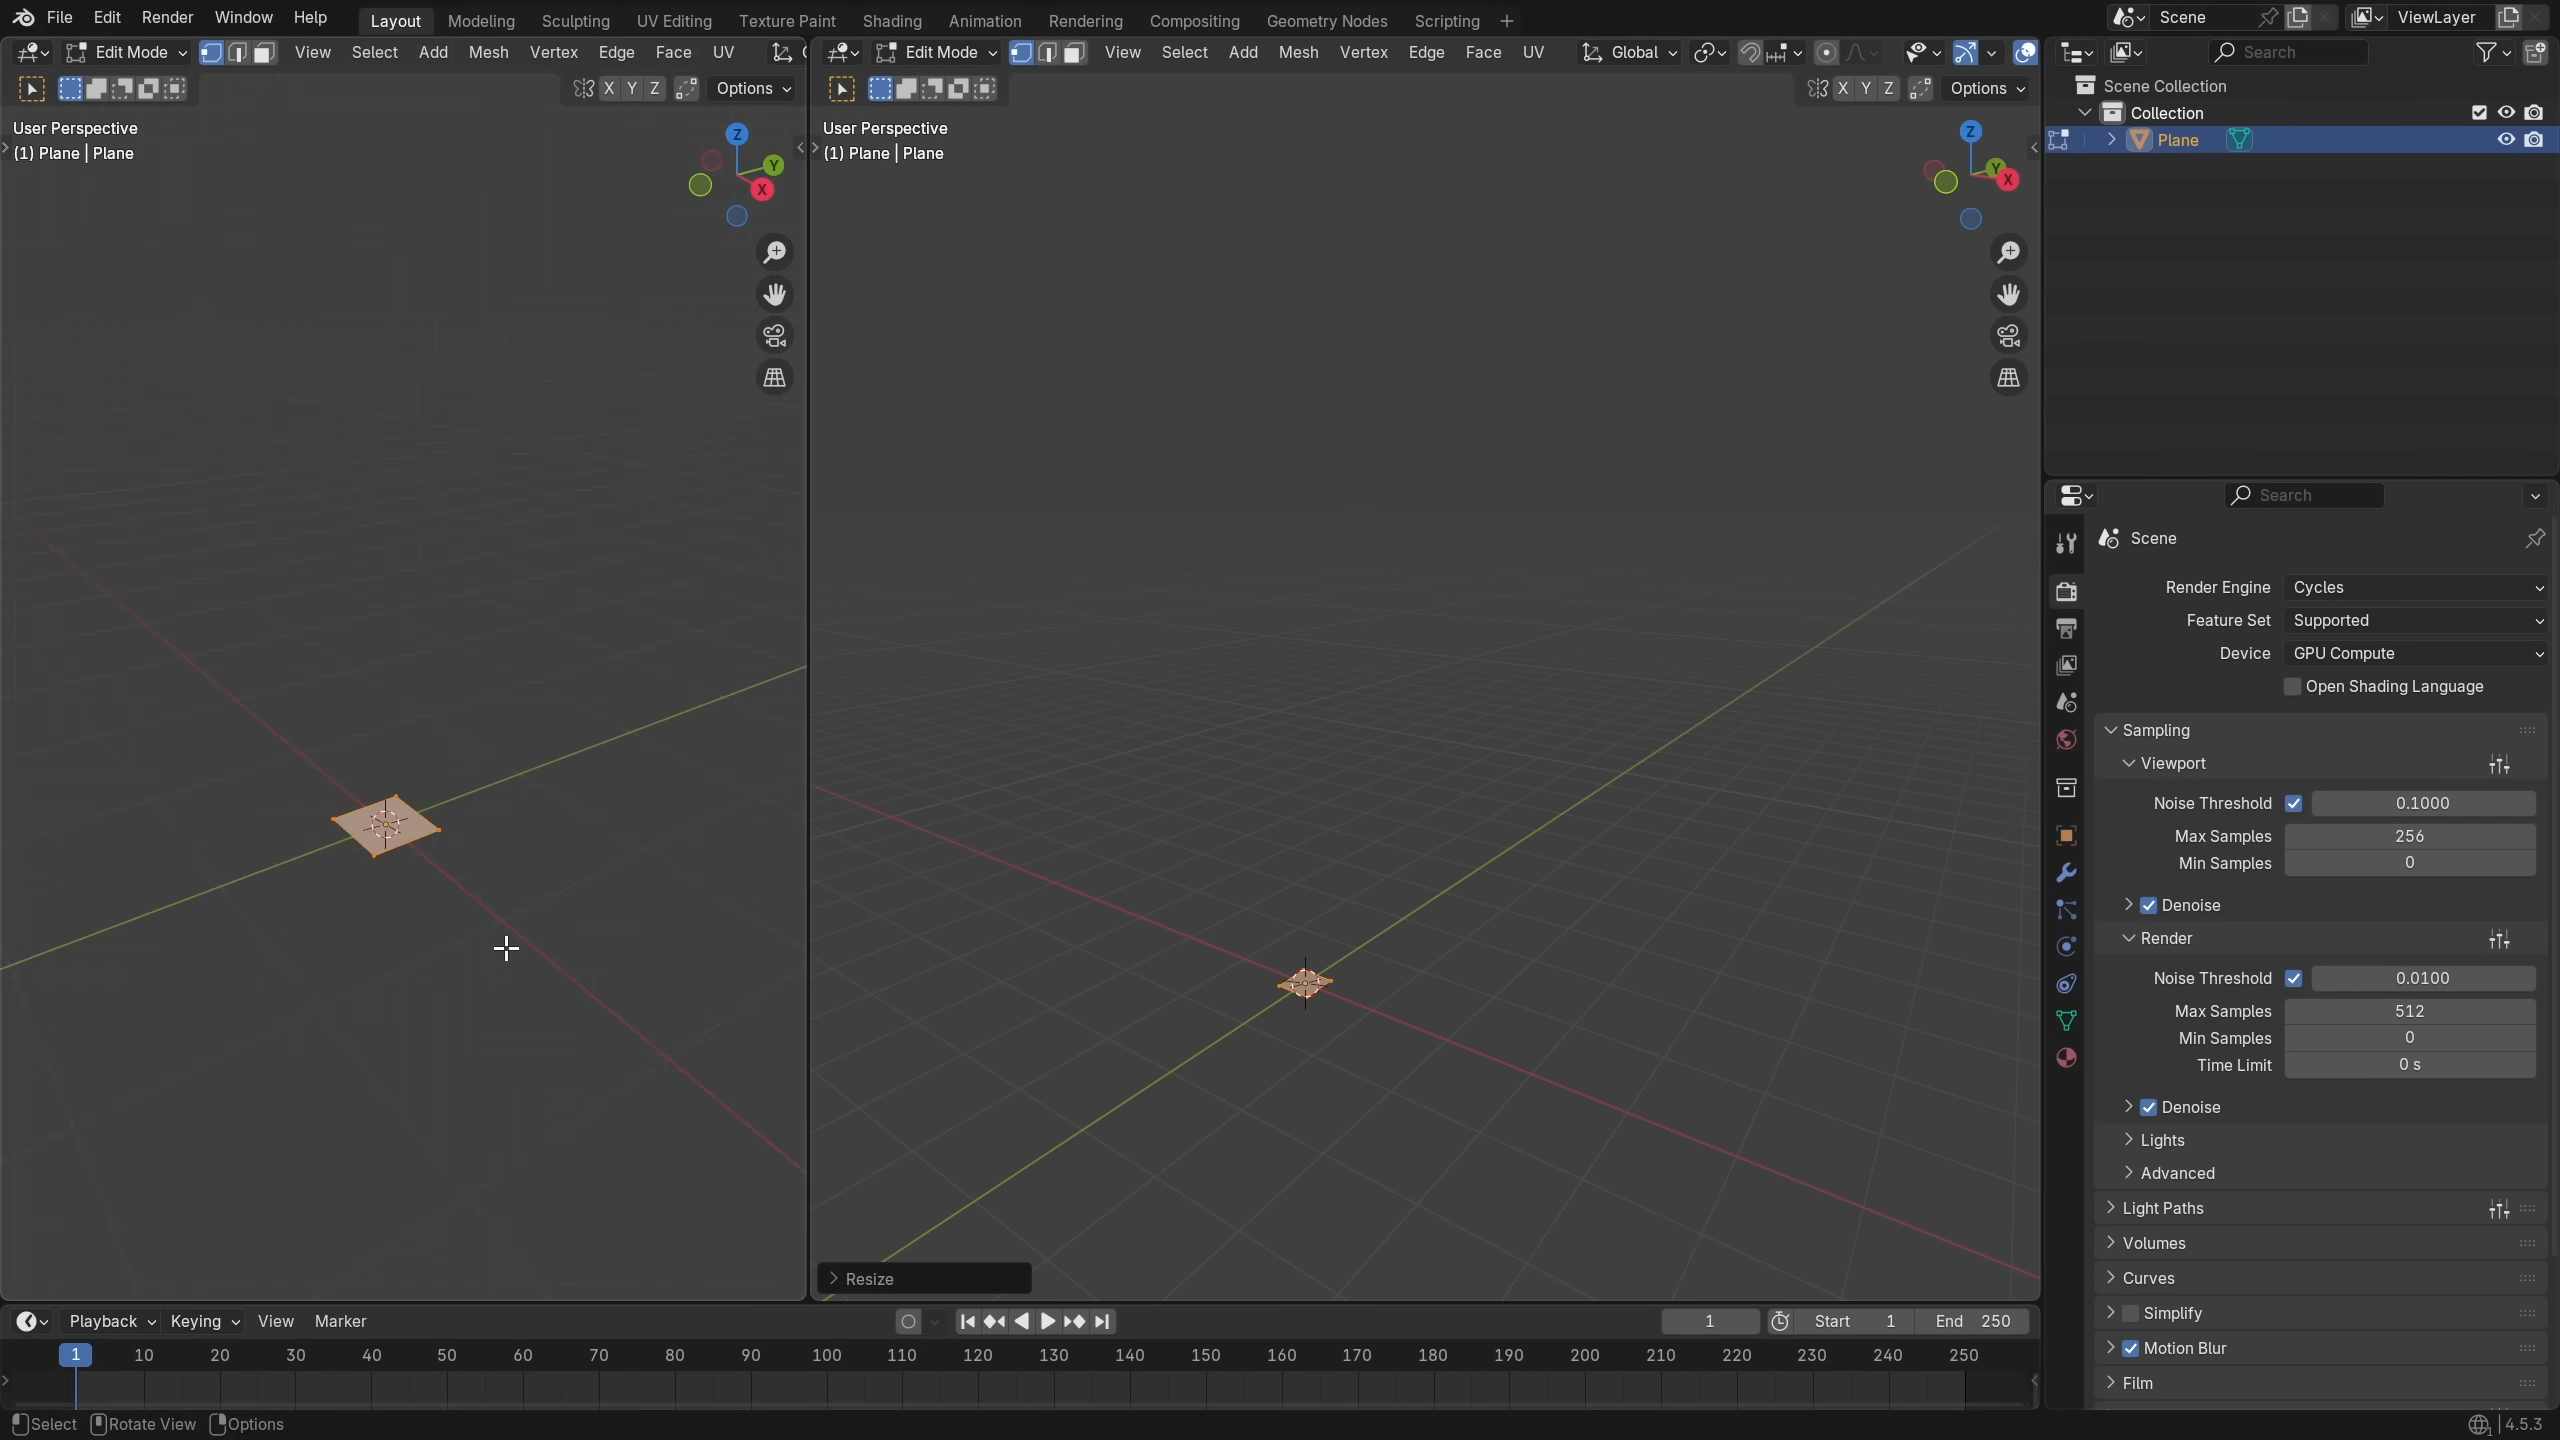 File Edit Render Window Help Layout Modeling Sculpting UV Editing Texture Paint Shading Animation Rendering Compositing Geometry Nodes Scripting + Scene ViewLayer
Edit Mode View Select Add Mesh Vertex Edge Face UV
Edit Mode View Select Add Mesh Vertex Edge Face UV Global
Search
X Y Z Options
X Y Z Options
User Perspective
(1) Plane | Plane
Z
Y
X
User Perspective
(1) Plane | Plane
Z
Y
X
Scene Collection
Collection
Plane
Search
Scene
Render Engine Cycles
Feature Set Supported
Device GPU Compute
Open Shading Language
Sampling
Viewport
Noise Threshold 0.1000
Max Samples 256
Min Samples 0
Denoise
Render
Noise Threshold 0.0100
Max Samples 512
Min Samples 0
Time Limit 0 s
Denoise
Lights
Advanced
Light Paths
Volumes
Curves
Simplify
Motion Blur
Film
Resize
Playback Keying View Marker 1 Start 1 End 250
1 10 20 30 40 50 60 70 80 90 100 110 120 130 140 150 160 170 180 190 200 210 220 230 240 250
Select Rotate View Options 4.5.3